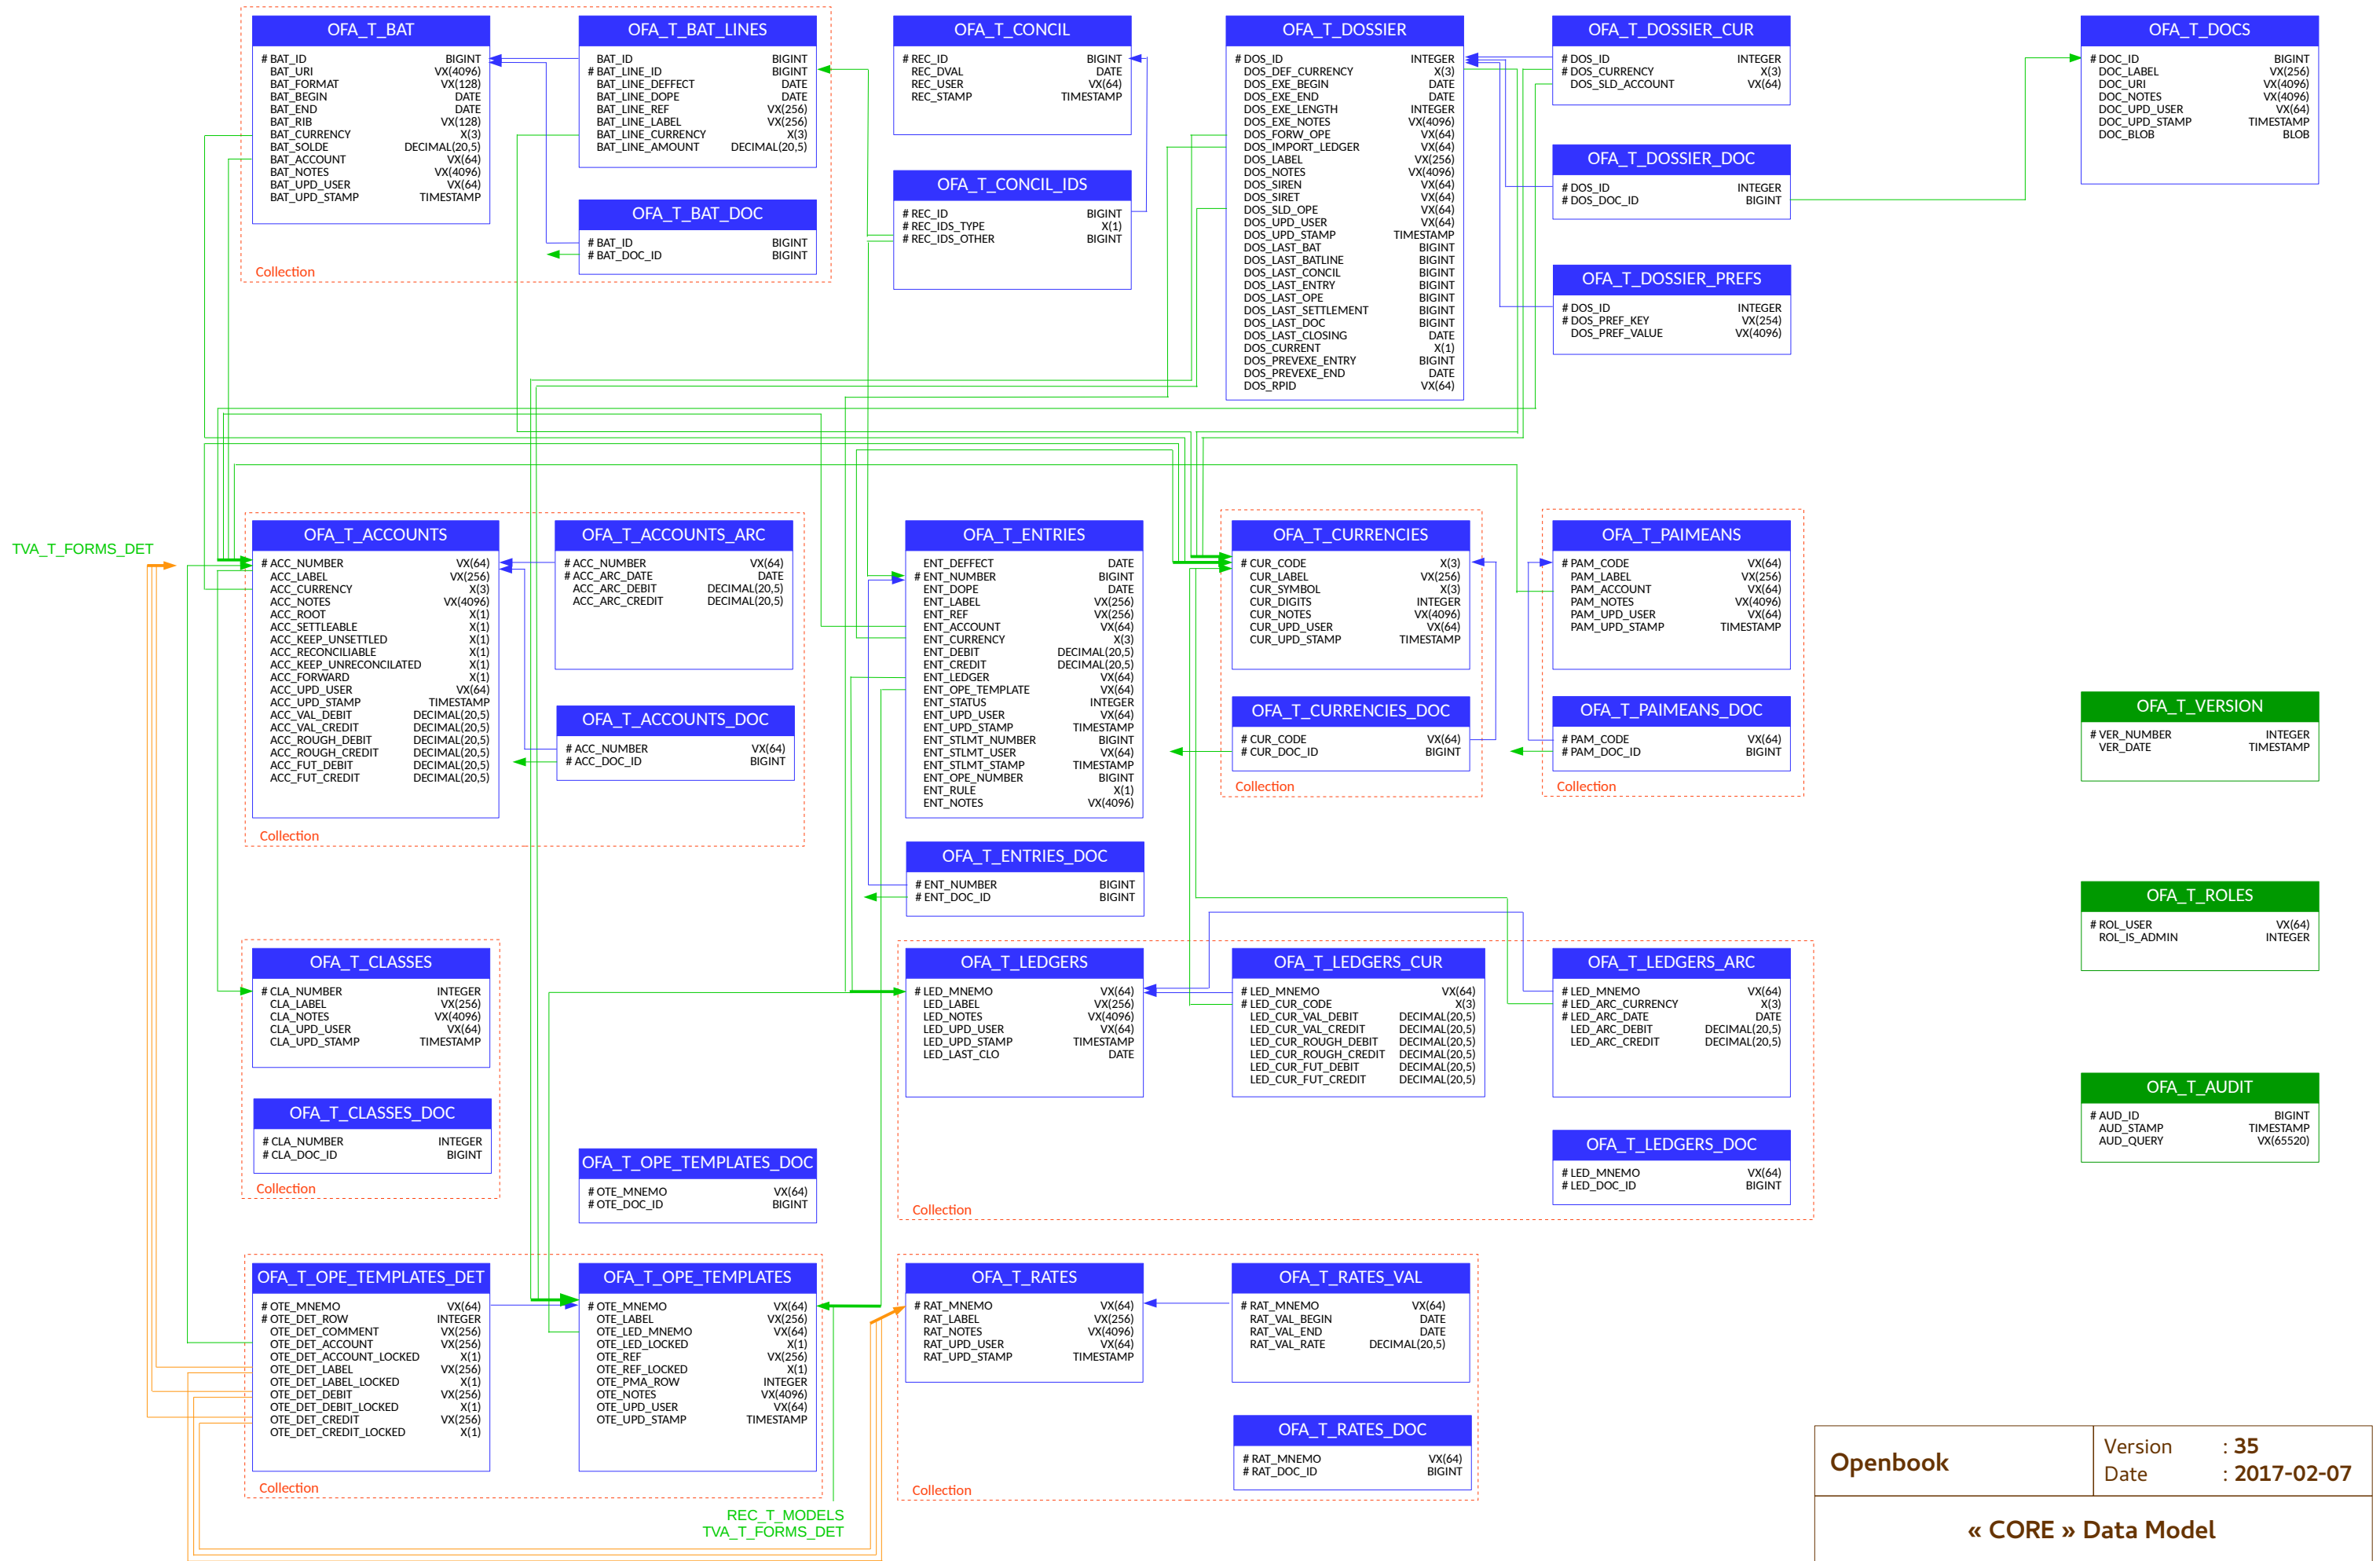 OFA_T_BAT
# BAT_ID BIGINT
BAT_URI VX(4096)
BAT_FORMAT VX(128)
BAT_BEGIN DATE
BAT_END DATE
BAT_RIB VX(128)
BAT_CURRENCY X(3)
BAT_SOLDE DECIMAL(20,5)
BAT_ACCOUNT VX(64)
BAT_NOTES VX(4096)
BAT_UPD_USER VX(64)
BAT_UPD_STAMP TIMESTAMP
OFA_T_BAT_LINES
BAT_ID BIGINT
# BAT_LINE_ID BIGINT
BAT_LINE_DEFFECT DATE
BAT_LINE_DOPE DATE
BAT_LINE_REF VX(256)
BAT_LINE_LABEL VX(256)
BAT_LINE_CURRENCY X(3)
BAT_LINE_AMOUNT DECIMAL(20,5)
OFA_T_BAT_DOC
# BAT_ID BIGINT
# BAT_DOC_ID BIGINT
Collection
OFA_T_CONCIL
# REC_ID BIGINT
REC_DVAL DATE
REC_USER VX(64)
REC_STAMP TIMESTAMP
OFA_T_CONCIL_IDS
# REC_ID BIGINT
# REC_IDS_TYPE X(1)
# REC_IDS_OTHER BIGINT
OFA_T_DOSSIER
# DOS_ID INTEGER
DOS_DEF_CURRENCY X(3)
DOS_EXE_BEGIN DATE
DOS_EXE_END DATE
DOS_EXE_LENGTH INTEGER
DOS_EXE_NOTES VX(4096)
DOS_FORW_OPE VX(64)
DOS_IMPORT_LEDGER VX(64)
DOS_LABEL VX(256)
DOS_NOTES VX(4096)
DOS_SIREN VX(64)
DOS_SIRET VX(64)
DOS_SLD_OPE VX(64)
DOS_UPD_USER VX(64)
DOS_UPD_STAMP TIMESTAMP
DOS_LAST_BAT BIGINT
DOS_LAST_BATLINE BIGINT
DOS_LAST_CONCIL BIGINT
DOS_LAST_ENTRY BIGINT
DOS_LAST_OPE BIGINT
DOS_LAST_SETTLEMENT BIGINT
DOS_LAST_DOC BIGINT
DOS_LAST_CLOSING DATE
DOS_CURRENT X(1)
DOS_PREVEXE_ENTRY BIGINT
DOS_PREVEXE_END DATE
DOS_RPID VX(64)
OFA_T_DOSSIER_CUR
# DOS_ID INTEGER
# DOS_CURRENCY X(3)
DOS_SLD_ACCOUNT VX(64)
OFA_T_DOSSIER_DOC
# DOS_ID INTEGER
# DOS_DOC_ID BIGINT
OFA_T_DOSSIER_PREFS
# DOS_ID INTEGER
# DOS_PREF_KEY VX(254)
DOS_PREF_VALUE VX(4096)
OFA_T_DOCS
# DOC_ID BIGINT
DOC_LABEL VX(256)
DOC_URI VX(4096)
DOC_NOTES VX(4096)
DOC_UPD_USER VX(64)
DOC_UPD_STAMP TIMESTAMP
DOC_BLOB BLOB
TVA_T_FORMS_DET
OFA_T_ACCOUNTS
# ACC_NUMBER VX(64)
ACC_LABEL VX(256)
ACC_CURRENCY X(3)
ACC_NOTES VX(4096)
ACC_ROOT X(1)
ACC_SETTLEABLE X(1)
ACC_KEEP_UNSETTLED X(1)
ACC_RECONCILIABLE X(1)
ACC_KEEP_UNRECONCILATED X(1)
ACC_FORWARD X(1)
ACC_UPD_USER VX(64)
ACC_UPD_STAMP TIMESTAMP
ACC_VAL_DEBIT DECIMAL(20,5)
ACC_VAL_CREDIT DECIMAL(20,5)
ACC_ROUGH_DEBIT DECIMAL(20,5)
ACC_ROUGH_CREDIT DECIMAL(20,5)
ACC_FUT_DEBIT DECIMAL(20,5)
ACC_FUT_CREDIT DECIMAL(20,5)
OFA_T_ACCOUNTS_ARC
# ACC_NUMBER VX(64)
# ACC_ARC_DATE DATE
ACC_ARC_DEBIT DECIMAL(20,5)
ACC_ARC_CREDIT DECIMAL(20,5)
OFA_T_ACCOUNTS_DOC
# ACC_NUMBER VX(64)
# ACC_DOC_ID BIGINT
Collection
OFA_T_ENTRIES
ENT_DEFFECT DATE
# ENT_NUMBER BIGINT
ENT_DOPE DATE
ENT_LABEL VX(256)
ENT_REF VX(256)
ENT_ACCOUNT VX(64)
ENT_CURRENCY X(3)
ENT_DEBIT DECIMAL(20,5)
ENT_CREDIT DECIMAL(20,5)
ENT_LEDGER VX(64)
ENT_OPE_TEMPLATE VX(64)
ENT_STATUS INTEGER
ENT_UPD_USER VX(64)
ENT_UPD_STAMP TIMESTAMP
ENT_STLMT_NUMBER BIGINT
ENT_STLMT_USER VX(64)
ENT_STLMT_STAMP TIMESTAMP
ENT_OPE_NUMBER BIGINT
ENT_RULE X(1)
ENT_NOTES VX(4096)
OFA_T_ENTRIES_DOC
# ENT_NUMBER BIGINT
# ENT_DOC_ID BIGINT
OFA_T_CURRENCIES
# CUR_CODE X(3)
CUR_LABEL VX(256)
CUR_SYMBOL X(3)
CUR_DIGITS INTEGER
CUR_NOTES VX(4096)
CUR_UPD_USER VX(64)
CUR_UPD_STAMP TIMESTAMP
OFA_T_CURRENCIES_DOC
# CUR_CODE VX(64)
# CUR_DOC_ID BIGINT
Collection
OFA_T_PAIMEANS
# PAM_CODE VX(64)
PAM_LABEL VX(256)
PAM_ACCOUNT VX(64)
PAM_NOTES VX(4096)
PAM_UPD_USER VX(64)
PAM_UPD_STAMP TIMESTAMP
OFA_T_PAIMEANS_DOC
# PAM_CODE VX(64)
# PAM_DOC_ID BIGINT
Collection
OFA_T_VERSION
# VER_NUMBER INTEGER
VER_DATE TIMESTAMP
OFA_T_ROLES
# ROL_USER VX(64)
ROL_IS_ADMIN INTEGER
OFA_T_AUDIT
# AUD_ID BIGINT
AUD_STAMP TIMESTAMP
AUD_QUERY VX(65520)
OFA_T_CLASSES
# CLA_NUMBER INTEGER
CLA_LABEL VX(256)
CLA_NOTES VX(4096)
CLA_UPD_USER VX(64)
CLA_UPD_STAMP TIMESTAMP
OFA_T_CLASSES_DOC
# CLA_NUMBER INTEGER
# CLA_DOC_ID BIGINT
Collection
OFA_T_OPE_TEMPLATES_DOC
# OTE_MNEMO VX(64)
# OTE_DOC_ID BIGINT
OFA_T_LEDGERS
# LED_MNEMO VX(64)
LED_LABEL VX(256)
LED_NOTES VX(4096)
LED_UPD_USER VX(64)
LED_UPD_STAMP TIMESTAMP
LED_LAST_CLO DATE
OFA_T_LEDGERS_CUR
# LED_MNEMO VX(64)
# LED_CUR_CODE X(3)
LED_CUR_VAL_DEBIT DECIMAL(20,5)
LED_CUR_VAL_CREDIT DECIMAL(20,5)
LED_CUR_ROUGH_DEBIT DECIMAL(20,5)
LED_CUR_ROUGH_CREDIT DECIMAL(20,5)
LED_CUR_FUT_DEBIT DECIMAL(20,5)
LED_CUR_FUT_CREDIT DECIMAL(20,5)
OFA_T_LEDGERS_ARC
# LED_MNEMO VX(64)
# LED_ARC_CURRENCY X(3)
# LED_ARC_DATE DATE
LED_ARC_DEBIT DECIMAL(20,5)
LED_ARC_CREDIT DECIMAL(20,5)
OFA_T_LEDGERS_DOC
# LED_MNEMO VX(64)
# LED_DOC_ID BIGINT
Collection
OFA_T_OPE_TEMPLATES_DET
# OTE_MNEMO VX(64)
# OTE_DET_ROW INTEGER
OTE_DET_COMMENT VX(256)
OTE_DET_ACCOUNT VX(256)
OTE_DET_ACCOUNT_LOCKED X(1)
OTE_DET_LABEL VX(256)
OTE_DET_LABEL_LOCKED X(1)
OTE_DET_DEBIT VX(256)
OTE_DET_DEBIT_LOCKED X(1)
OTE_DET_CREDIT VX(256)
OTE_DET_CREDIT_LOCKED X(1)
OFA_T_OPE_TEMPLATES
# OTE_MNEMO VX(64)
OTE_LABEL VX(256)
OTE_LED_MNEMO VX(64)
OTE_LED_LOCKED X(1)
OTE_REF VX(256)
OTE_REF_LOCKED X(1)
OTE_PMA_ROW INTEGER
OTE_NOTES VX(4096)
OTE_UPD_USER VX(64)
OTE_UPD_STAMP TIMESTAMP
Collection
REC_T_MODELS
TVA_T_FORMS_DET
OFA_T_RATES
# RAT_MNEMO VX(64)
RAT_LABEL VX(256)
RAT_NOTES VX(4096)
RAT_UPD_USER VX(64)
RAT_UPD_STAMP TIMESTAMP
OFA_T_RATES_VAL
# RAT_MNEMO VX(64)
RAT_VAL_BEGIN DATE
RAT_VAL_END DATE
RAT_VAL_RATE DECIMAL(20,5)
OFA_T_RATES_DOC
# RAT_MNEMO VX(64)
# RAT_DOC_ID BIGINT
Collection
Openbook
Version : 35
Date : 2017-02-07
« CORE » Data Model